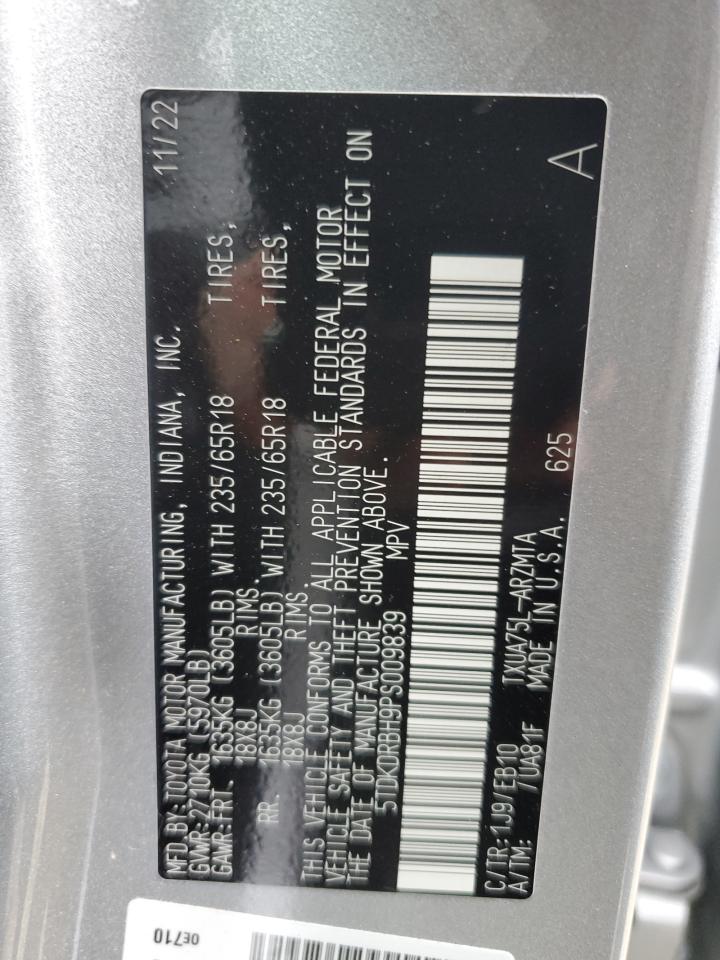 MFD.BY:TOYOTA MOTOR MANUFACTURING, INDIANA, INC. 11/22
GVWR:2710KG (5970LB)
GAWR:FRT. 1635KG (3605LB) WITH 235/65R18 TIRES,
18X8J RIMS.
RR. 1635KG (3605LB) WITH 235/65R18 TIRES,
18X8J RIMS
THIS VEHICLE CONFORMS TO ALL APPLICABLE FEDERAL MOTOR
VEHICLE SAFETY AND THEFT PREVENTION STANDARDS IN EFFECT ON
THE DATE OF MANUFACTURE SHOWN ABOVE.
5TDKDRBH9PS009839 MPV
C/TR:1J9/EB10 TXUA75L-ARZMTA 625 A
A/TM: /UA81F MADE IN U.S.A.
0E710